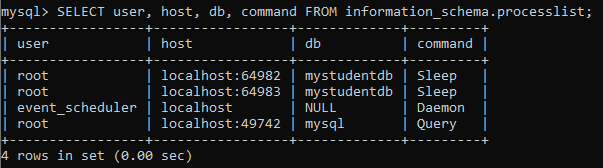 mysql> SELECT user, host, db, command FROM information_schema.processlist;
+-----------------+-----------------+-------------+---------+
| user            | host            | db          | command |
+-----------------+-----------------+-------------+---------+
| root            | localhost:64982 | mystudentdb | Sleep   |
| root            | localhost:64983 | mystudentdb | Sleep   |
| event_scheduler | localhost       | NULL        | Daemon  |
| root            | localhost:49742 | mysql       | Query   |
+-----------------+-----------------+-------------+---------+
4 rows in set (0.00 sec)